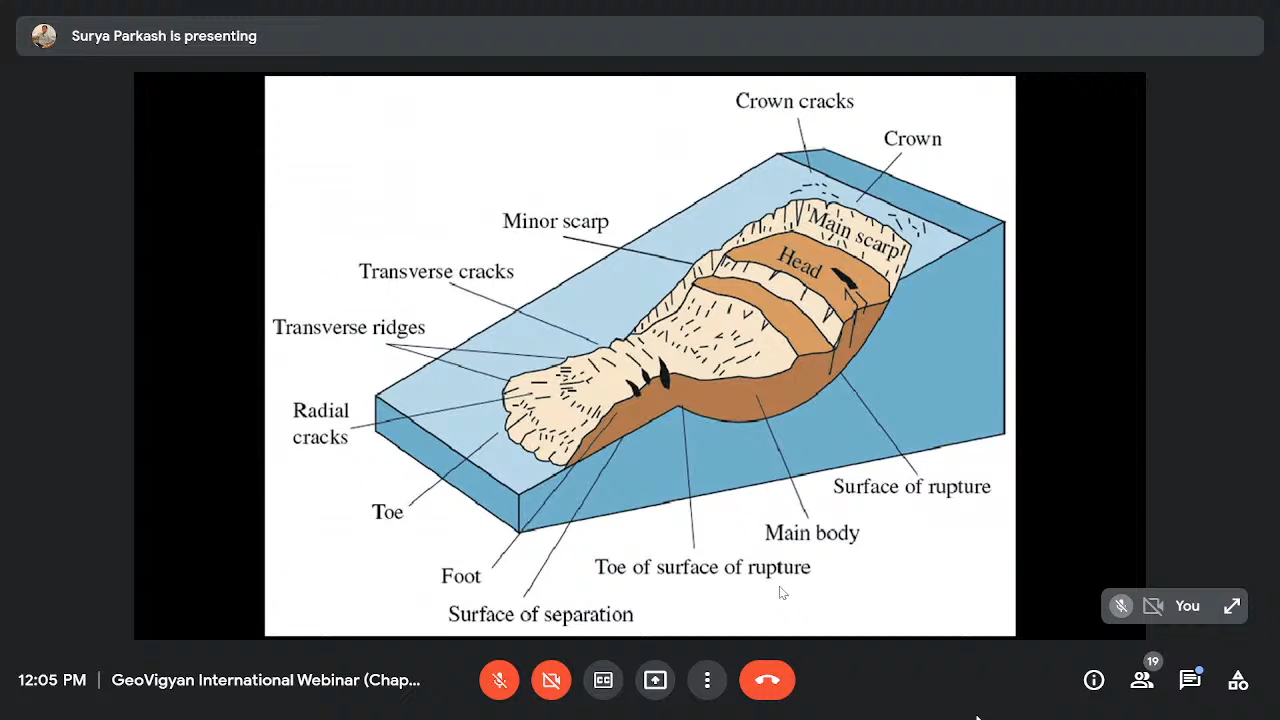 Surya Parkash is presenting
Crown cracks
Crown
Minor scarp
Main scarp
Head
Transverse cracks
Transverse ridges
Radial
cracks
Surface of rupture
Toe
Main body
Toe of surface of rupture
Foot
Surface of separation
You
19
12:05 PM | GeoVigyan International Webinar (Chap...